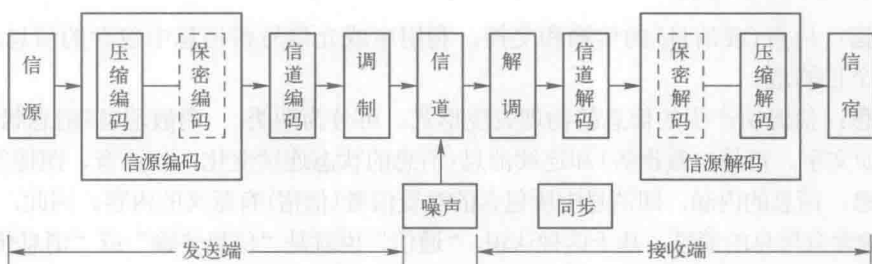 信源
压缩编码
保密编码
信源编码
信道编码
调制
信道
噪声
解调
同步
信道解码
保密解码
压缩解码
信源解码
信宿
发送端
接收端